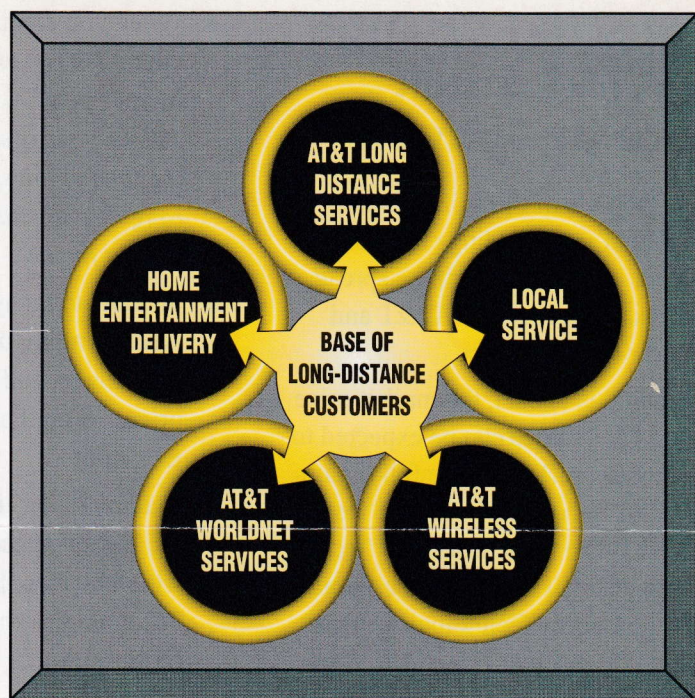 AT&T LONG
DISTANCE
SERVICES
HOME
ENTERTAINMENT
DELIVERY
LOCAL
SERVICE
BASE OF
LONG-DISTANCE
CUSTOMERS
AT&T
WORLDNET
SERVICES
AT&T
WIRELESS
SERVICES